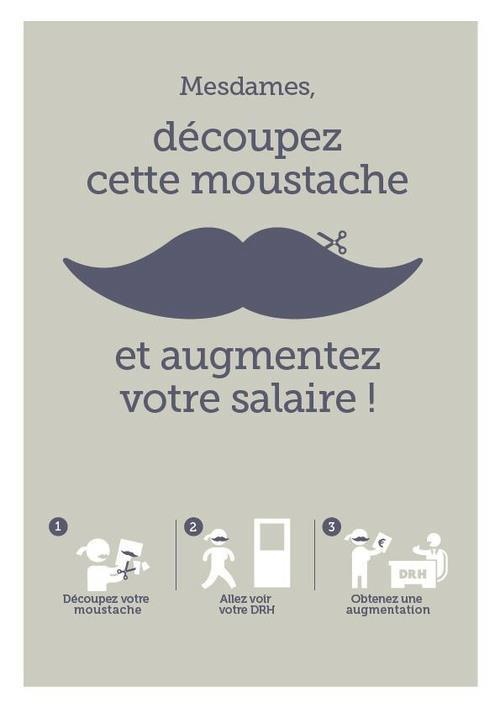 Mesdames,
découpez
cette moustache
et augmentez
votre salaire !
1
Découpez votre
moustache
2
Allez voir
votre DRH
3
€
DRH
Obtenez une
augmentation